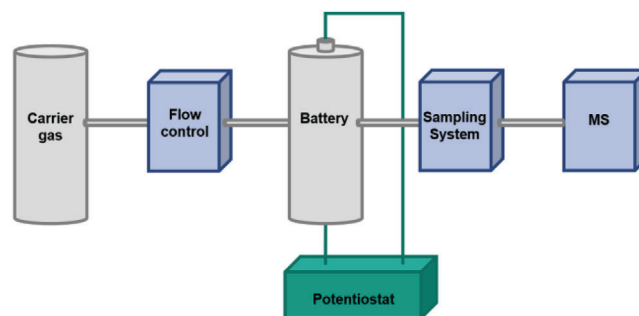 Carrier
gas
Flow
control
Battery
Sampling
System
MS
Potentiostat